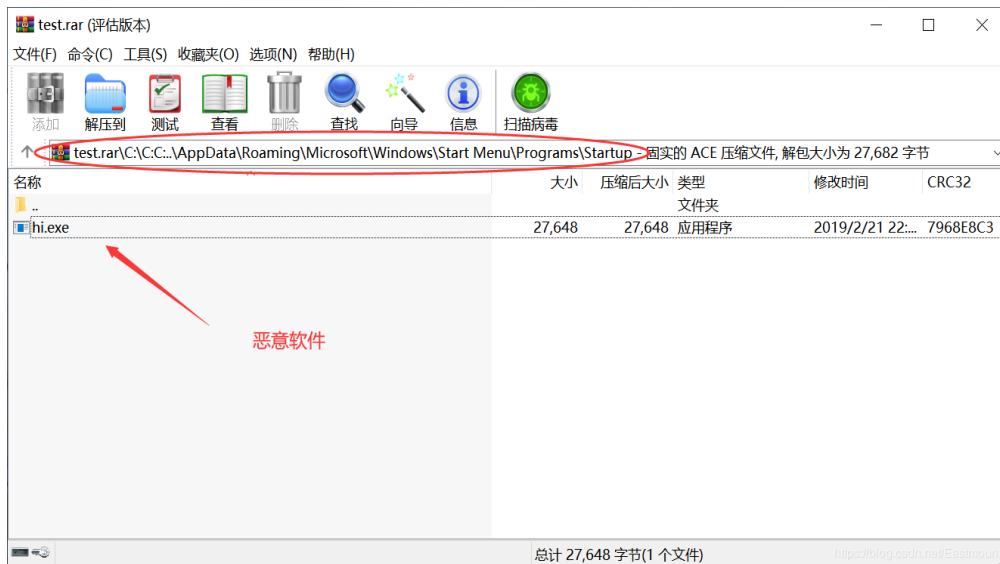 test.rar (评估版本)
文件(F) 命令(C) 工具(S) 收藏夹(O) 选项(N) 帮助(H)
添加 解压到 测试 查看 删除 查找 向导 信息 扫描病毒
test.rar\C:\C:C:..\AppData\Roaming\Microsoft\Windows\Start Menu\Programs\Startup - 固实的 ACE 压缩文件, 解包大小为 27,682 字节
名称 大小 压缩后大小 类型 修改时间 CRC32
.. 文件夹
hi.exe 27,648 27,648 应用程序 2019/2/21 22:... 7968E8C3
恶意软件
总计 27,648 字节(1 个文件)
https://blog.csdn.net/Eastmoun